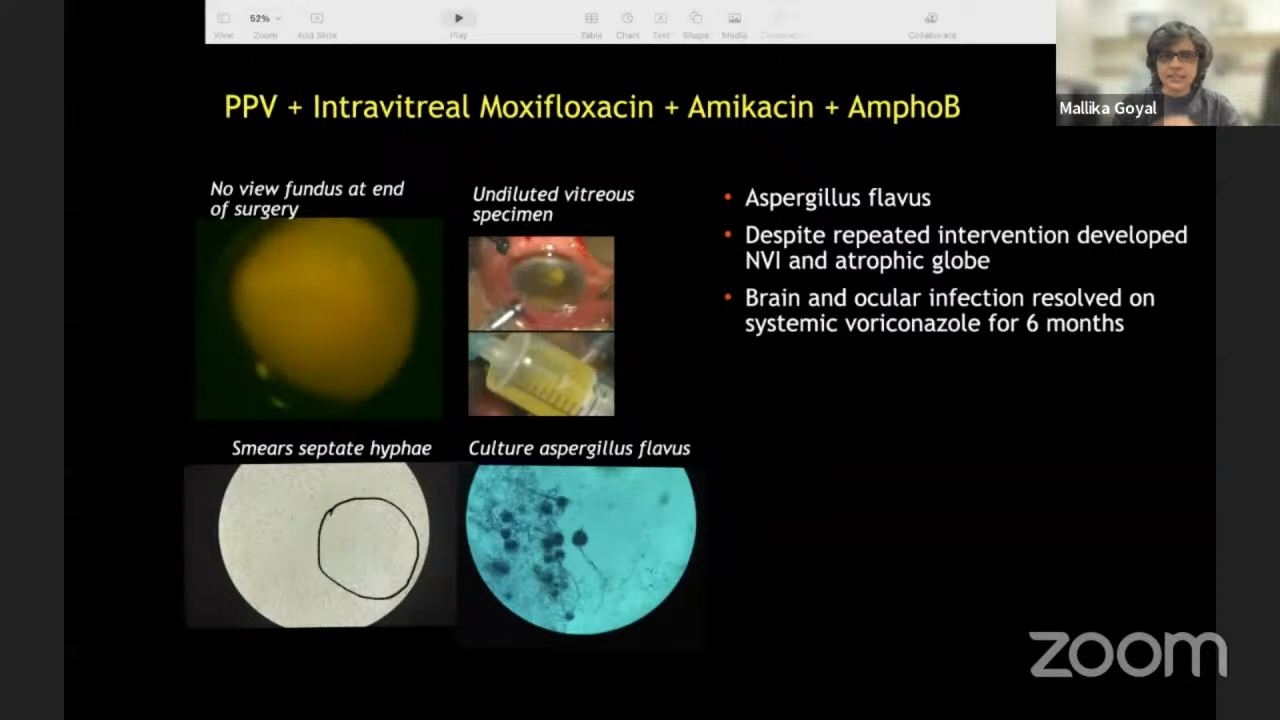 52%
View
Zoom
Add Slide
Play
Table
Chart
Text
Shape
Media
Comment
Collaborate
Mallika Goyal
PPV + Intravitreal Moxifloxacin + Amikacin + AmphoB
No view fundus at end
of surgery
Undiluted vitreous
specimen
• Aspergillus flavus
• Despite repeated intervention developed
NVI and atrophic globe
• Brain and ocular infection resolved on
systemic voriconazole for 6 months
Smears septate hyphae
Culture aspergillus flavus
zoom